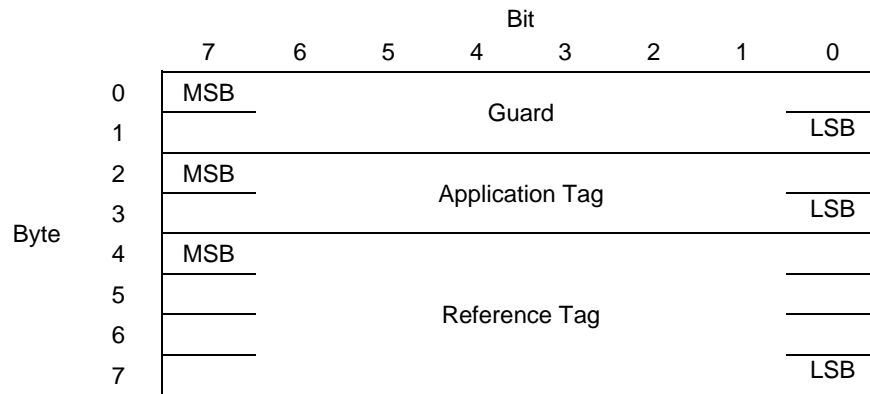 Bit
7 6 5 4 3 2 1 0
0 MSB
Guard
1 LSB
2 MSB
Application Tag
3 LSB
Byte
4 MSB
5
Reference Tag
6
7 LSB